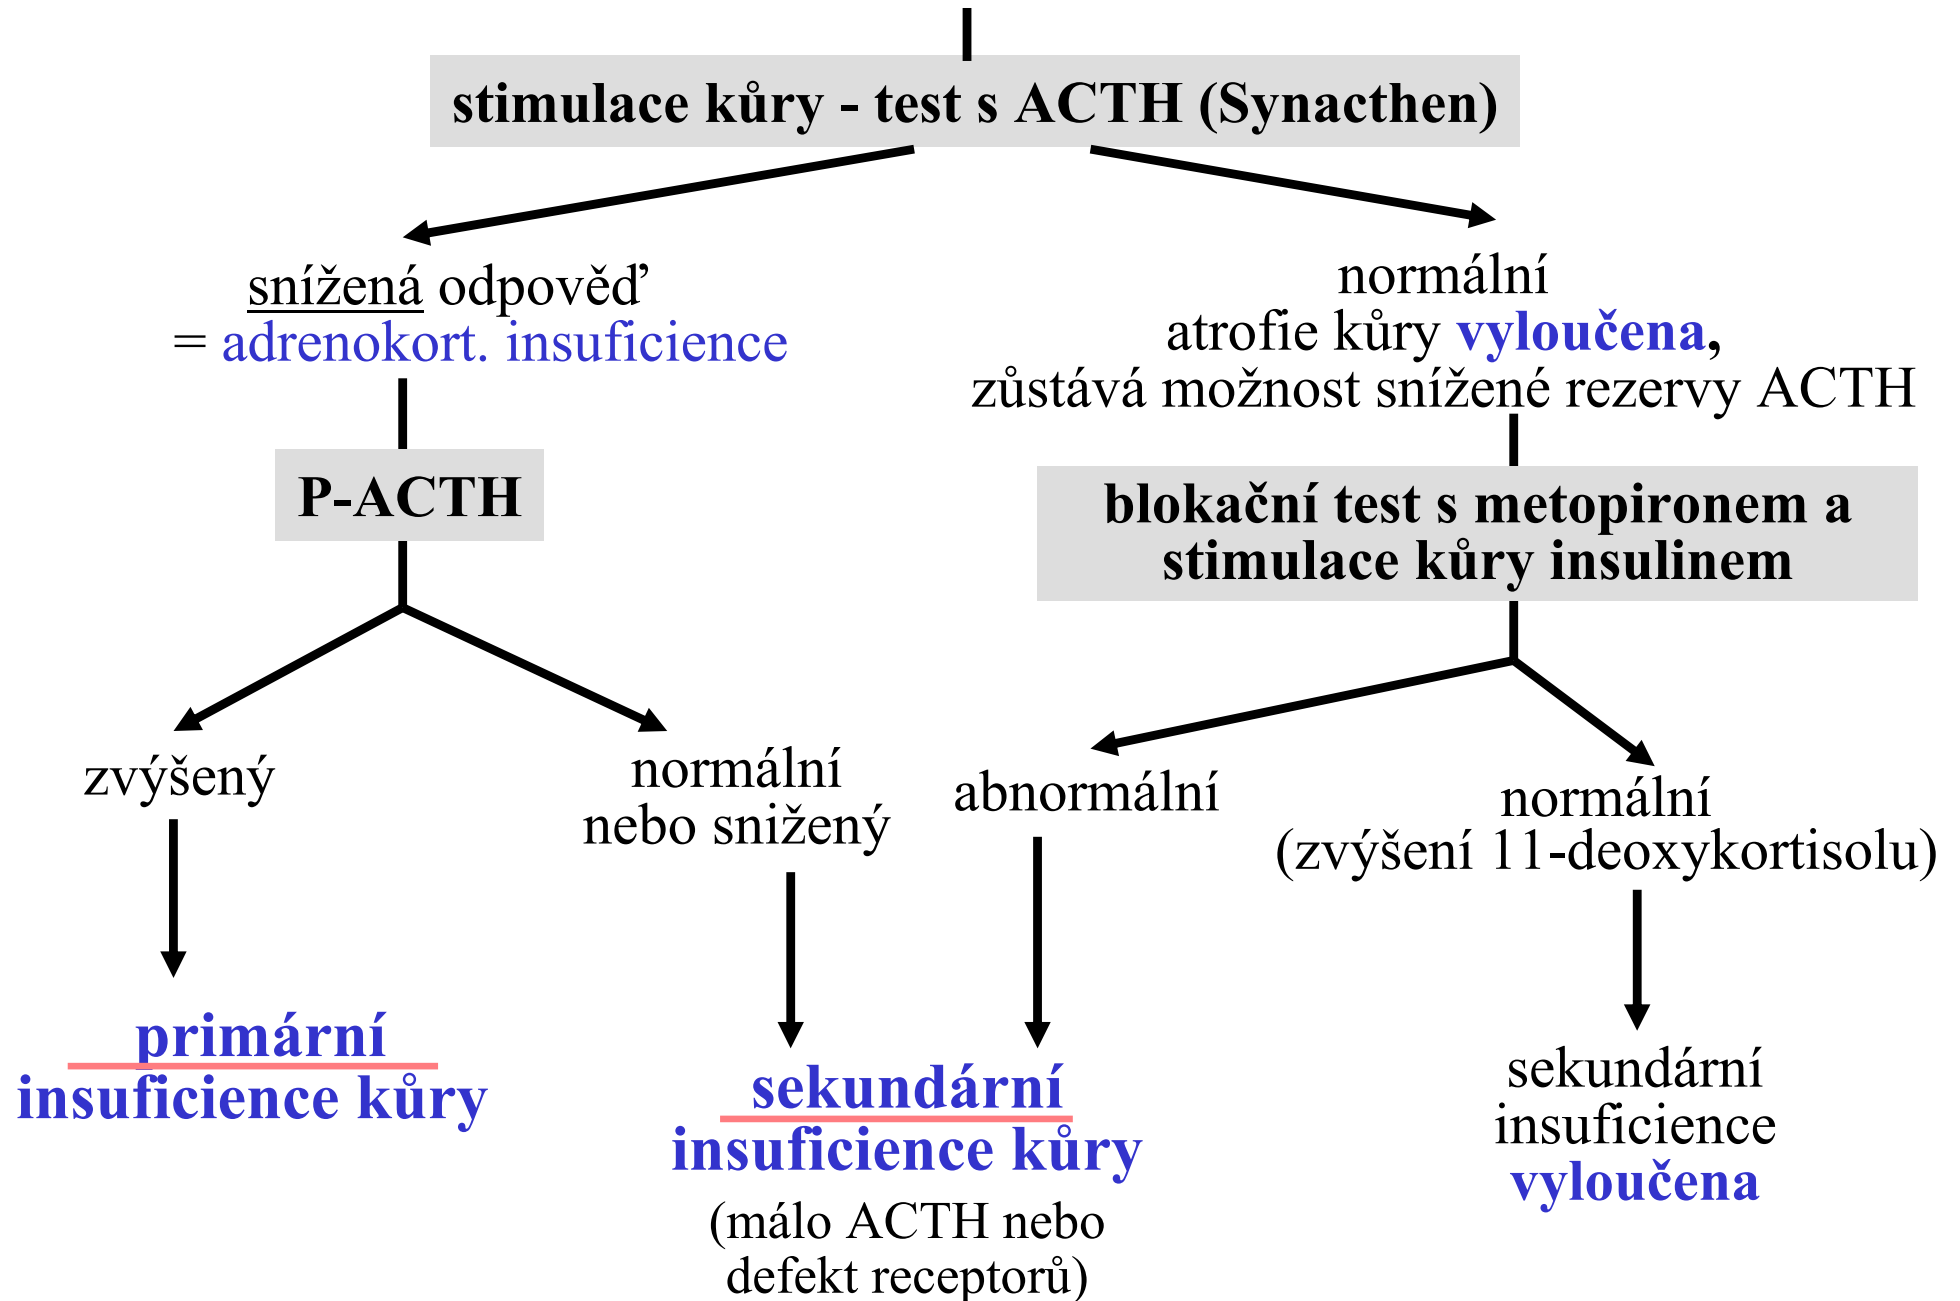 stimulace kůry - test s ACTH (Synacthen)
snížená odpověď
= adrenokort. insuficience
normální
atrofie kůry vyloučena,
zůstává možnost snížené rezervy ACTH
P-ACTH
blokační test s metopironem a
stimulace kůry insulinem
zvýšený
normální
nebo snižený
abnormální
normální
(zvýšení 11-deoxykortisolu)
primární
insuficience kůry
sekundární
insuficience kůry
(málo ACTH nebo
defekt receptorů)
sekundární
insuficience
vyloučena